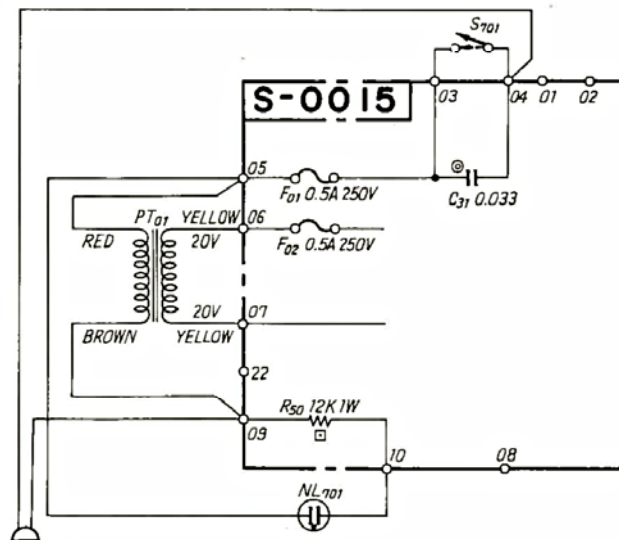 S701
S-0015
03
04
01
02
05
F01 0.5A 250V
C31 0.033
PT01
YELLOW
06
RED
20V
F02 0.5A 250V
20V
07
BROWN
YELLOW
22
R50 12K 1W
09
10
08
NL701